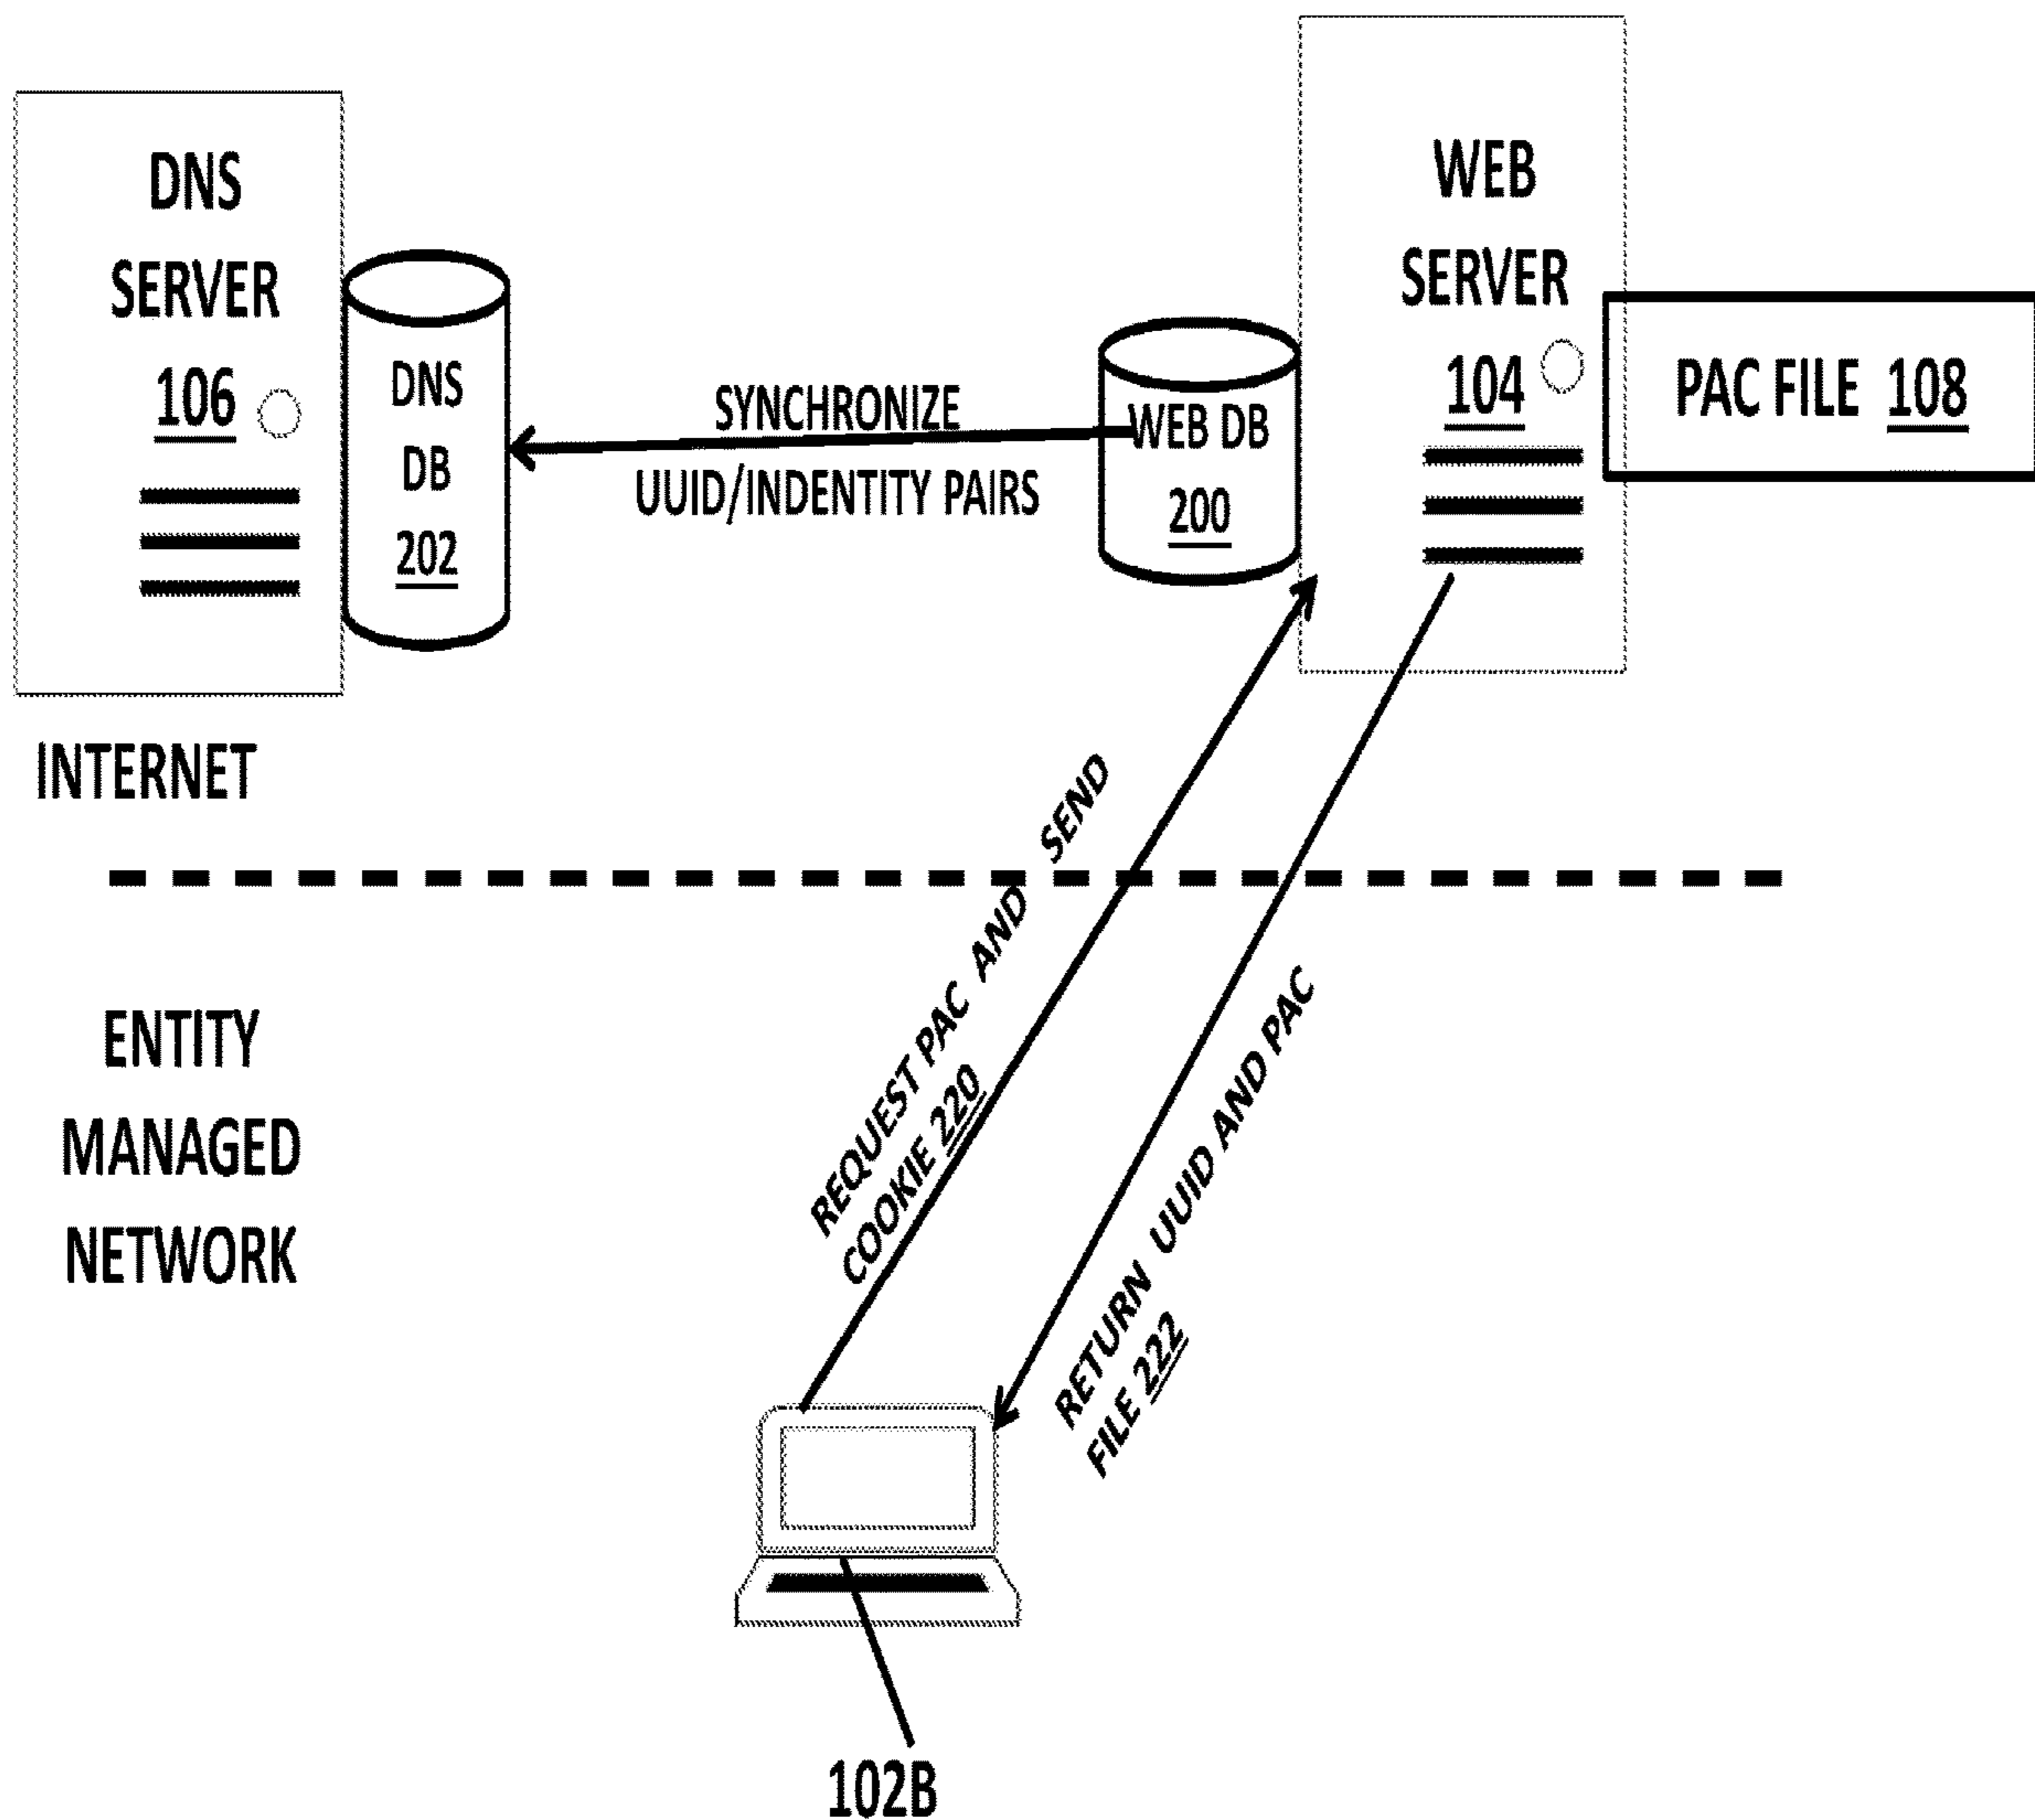 DNS
SERVER
106
DNS
DB
202
SYNCHRONIZE
UUID/INDENTITY PAIRS
WEB DB
200
WEB
SERVER
104
PAC FILE 108
INTERNET
REQUEST PAC AND SEND
COOKIE 220
RETURN UUID AND PAC
FILE 222
ENTITY
MANAGED
NETWORK
102B